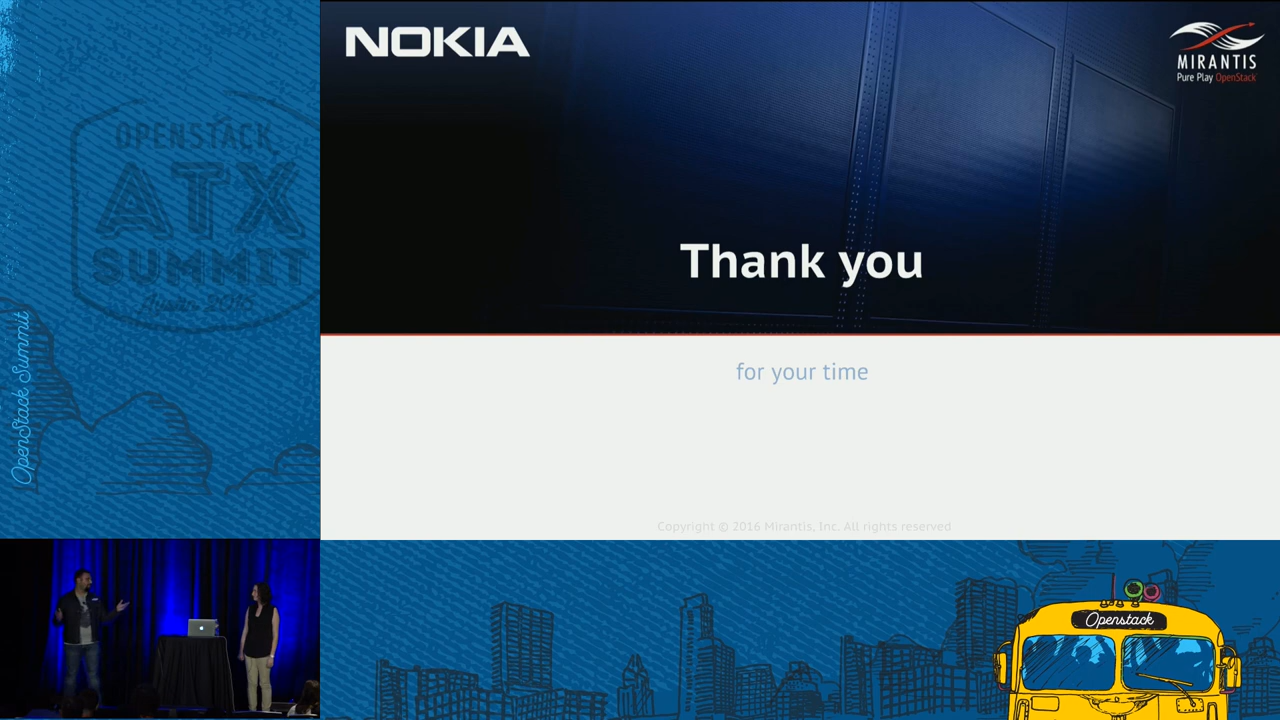 NOKIA
MIRANTIS
Pure Play OpenStack
Thank you
for your time
Copyright © 2016 Mirantis, Inc. All rights reserved
OPENSTACK
ATX
SUMMIT
OpenStack Summit
Openstack